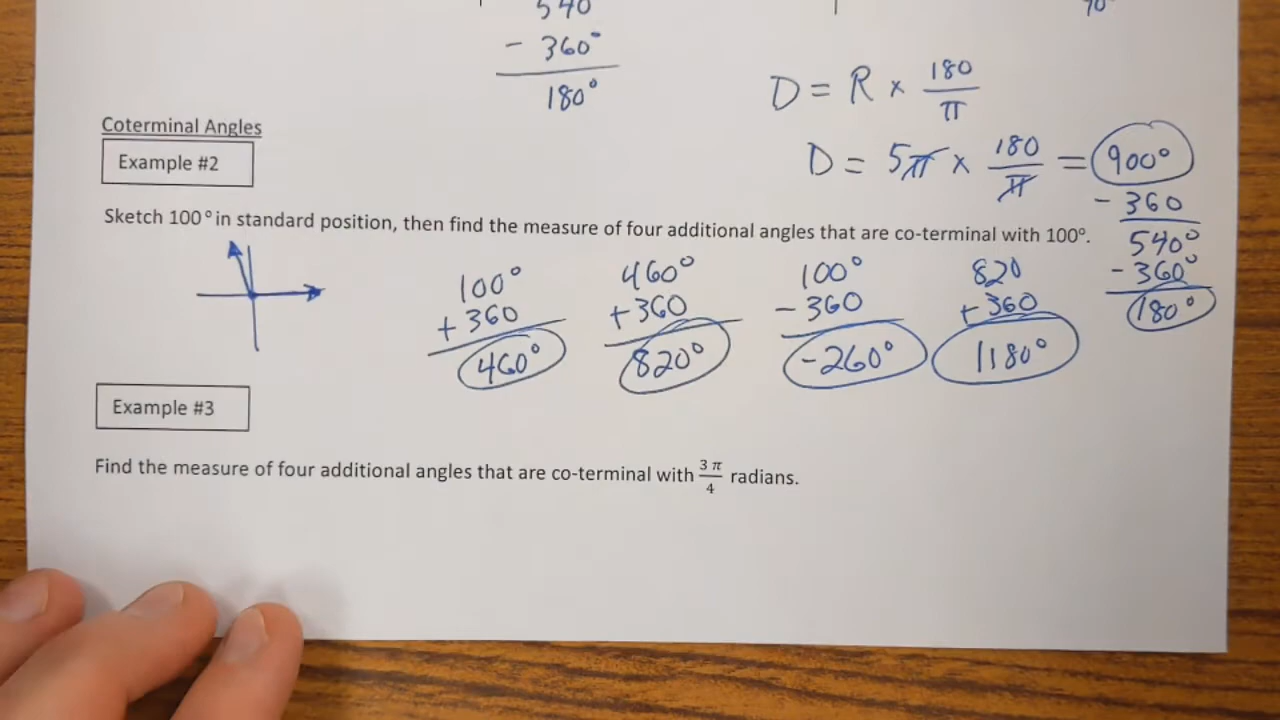 540
- 360°
180°
70°
D = R × 180/π
D = 5π × 180/π = 900°
- 360
540°
- 360°
180°
Coterminal Angles
Example #2
Sketch 100° in standard position, then find the measure of four additional angles that are co-terminal with 100°.
100°
+ 360
460°
460°
+ 360
820°
100°
- 360
-260°
820
+ 360
1180°
Example #3
Find the measure of four additional angles that are co-terminal with 3π/4 radians.